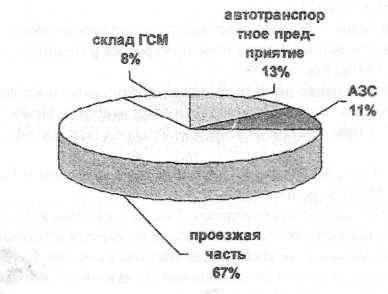 автотранспор
тное пред-
приятие
13%
склад ГСМ
8%
АЗС
11%
проезжая
часть
67%